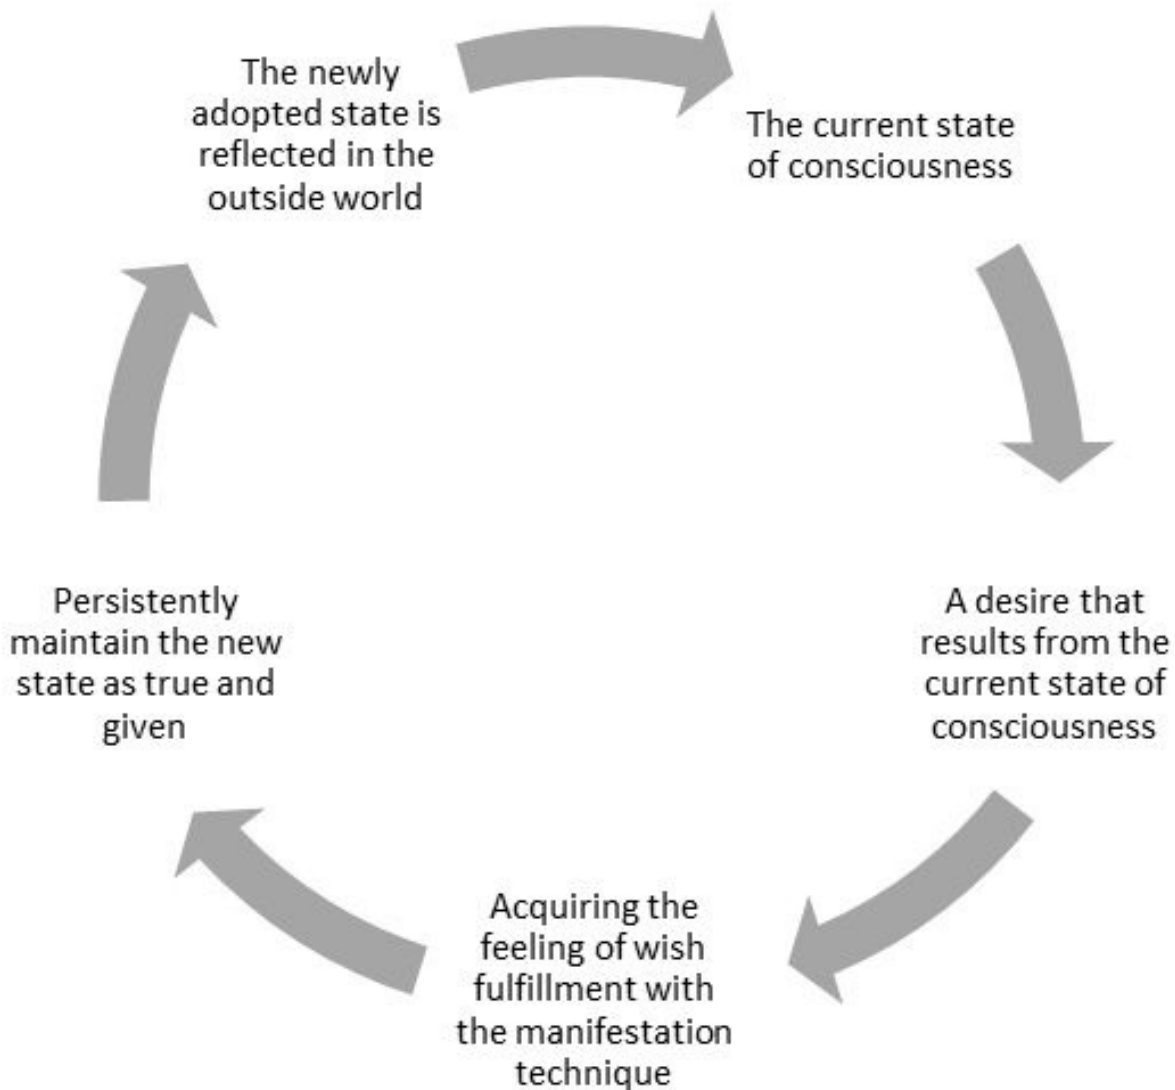 The newly
adopted state is
reflected in the
outside world
The current state
of consciousness
A desire that
results from the
current state of
consciousness
Acquiring the
feeling of wish
fulfillment with
the manifestation
technique
Persistently
maintain the new
state as true and
given